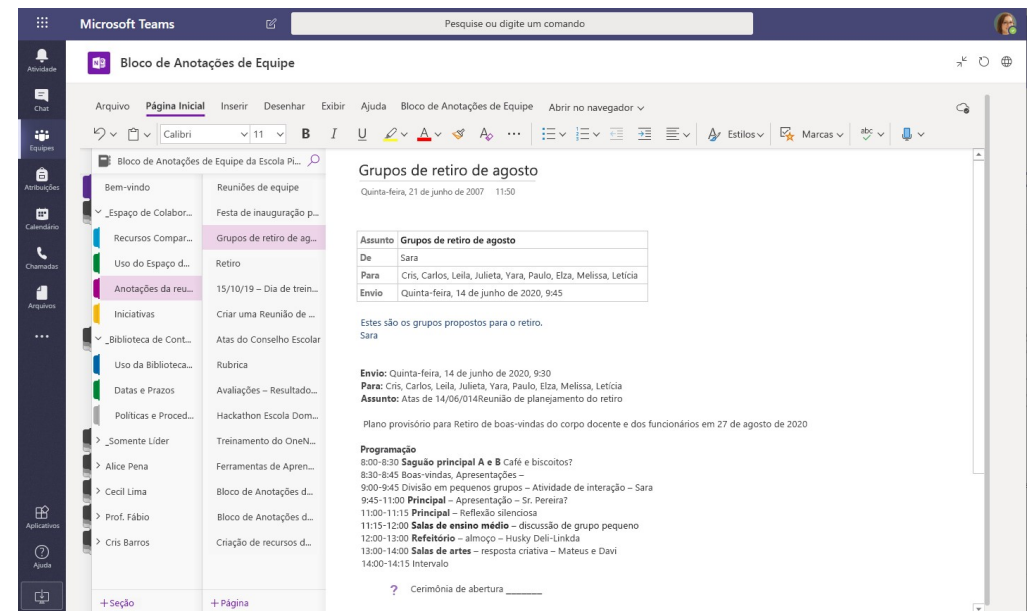 Microsoft Teams
Pesquise ou digite um comando
Atividade
Chat
Equipes
Atribuições
Calendário
Chamadas
Arquivos
Aplicativos
Ajuda
Bloco de Anotações de Equipe
Arquivo Página Inicial Inserir Desenhar Exibir Ajuda Bloco de Anotações de Equipe Abrir no navegador
Calibri 11 B I U A Estilos Marcas abc
Bloco de Anotações de Equipe da Escola Pi...
Bem-vindo
_Espaço de Colabor...
Recursos Compar...
Uso do Espaço d...
Anotações da reu...
Iniciativas
_Biblioteca de Cont...
Uso da Biblioteca...
Datas e Prazos
Políticas e Proced...
_Somente Líder
Alice Pena
Cecil Lima
Prof. Fábio
Cris Barros
+ Seção
Reuniões de equipe
Festa de inauguração p...
Grupos de retiro de ag...
Retiro
15/10/19 – Dia de trein...
Criar uma Reunião de ...
Atas do Conselho Escolar
Rubrica
Avaliações – Resultado...
Hackathon Escola Dom...
Treinamento do OneN...
Ferramentas de Apren...
Bloco de Anotações d...
Bloco de Anotações d...
Criação de recursos d...
+ Página
Grupos de retiro de agosto
Quinta-feira, 21 de junho de 2007 11:50
Assunto Grupos de retiro de agosto
De Sara
Para Cris, Carlos, Leila, Julieta, Yara, Paulo, Elza, Melissa, Letícia
Envio Quinta-feira, 14 de junho de 2020, 9:45
Estes são os grupos propostos para o retiro.
Sara
Envio: Quinta-feira, 14 de junho de 2020, 9:30
Para: Cris, Carlos, Leila, Julieta, Yara, Paulo, Elza, Melissa, Letícia
Assunto: Atas de 14/06/014Reunião de planejamento do retiro
Plano provisório para Retiro de boas-vindas do corpo docente e dos funcionários em 27 de agosto de 2020
Programação
8:00-8:30 Saguão principal A e B Café e biscoitos?
8:30-8:45 Boas-vindas, Apresentações –
9:00-9:45 Divisão em pequenos grupos – Atividade de interação – Sara
9:45-11:00 Principal – Apresentação – Sr. Pereira?
11:00-11:15 Principal – Reflexão silenciosa
11:15-12:00 Salas de ensino médio – discussão de grupo pequeno
12:00-13:00 Refeitório – almoço – Husky Deli-Linkda
13:00-14:00 Salas de artes – resposta criativa – Mateus e Davi
14:00-14:15 Intervalo
? Cerimônia de abertura _______